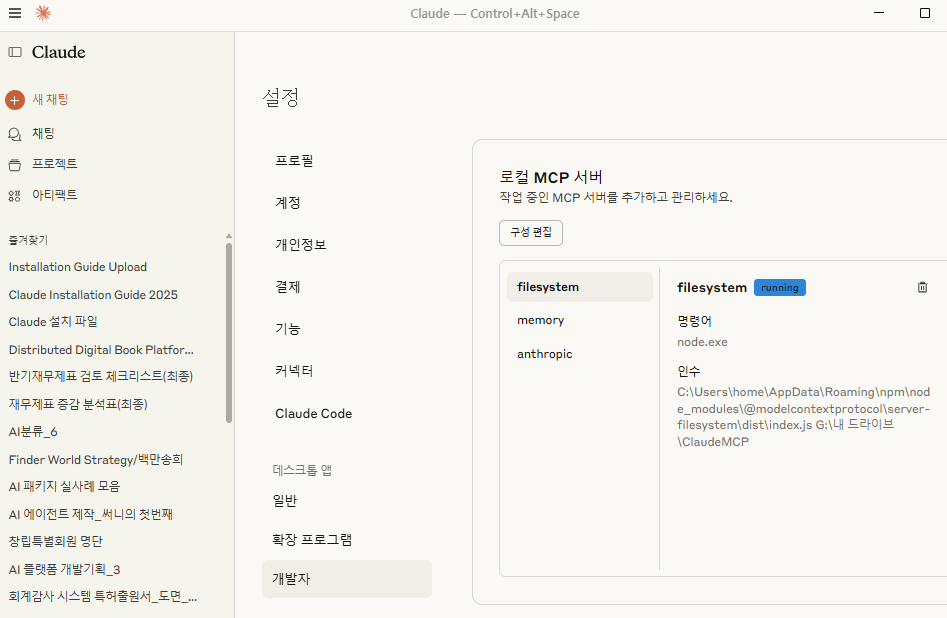 Claude — Control+Alt+Space
Claude
새 채팅
채팅
프로젝트
아티팩트
즐겨찾기
Installation Guide Upload
Claude Installation Guide 2025
Claude 설치 파일
Distributed Digital Book Platfor...
반기재무제표 검토 체크리스트(최종)
재무제표 증감 분석표(최종)
AI분류_6
Finder World Strategy/백만송희
AI 패키지 실사례 모음
AI 에이전트 제작_써니의 첫번째
창립특별회원 명단
AI 플랫폼 개발기획_3
회계감사 시스템 특허출원서_도면_...
설정
프로필
계정
개인정보
결제
기능
커넥터
Claude Code
데스크톱 앱
일반
확장 프로그램
개발자
로컬 MCP 서버
작업 중인 MCP 서버를 추가하고 관리하세요.
구성 편집
filesystem
memory
anthropic
filesystem running
명령어
node.exe
인수
C:\Users\home\AppData\Roaming\npm\nod
e_modules\@modelcontextprotocol\server-
filesystem\dist\index.js G:\내 드라이브
\ClaudeMCP